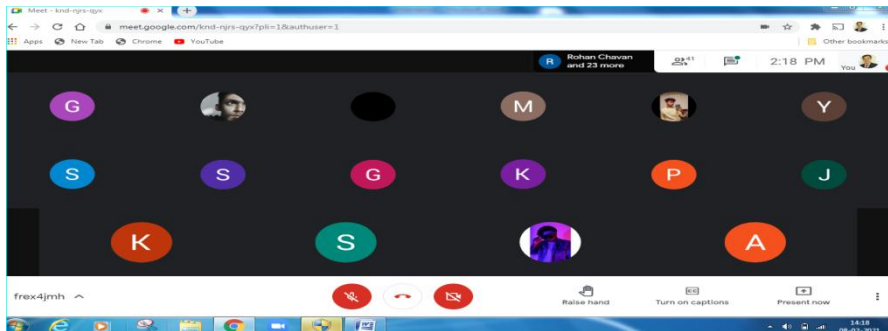 Meet - knd-njrs-qyx
meet.google.com/knd-njrs-qyx?pli=1&authuser=1
Apps New Tab Chrome YouTube Other bookmarks
Rohan Chavan
and 23 more
R
41
2:18 PM
You
G M Y
S S G K P J
K S A
frex4jmh
Raise hand
Turn on captions
Present now
14:18